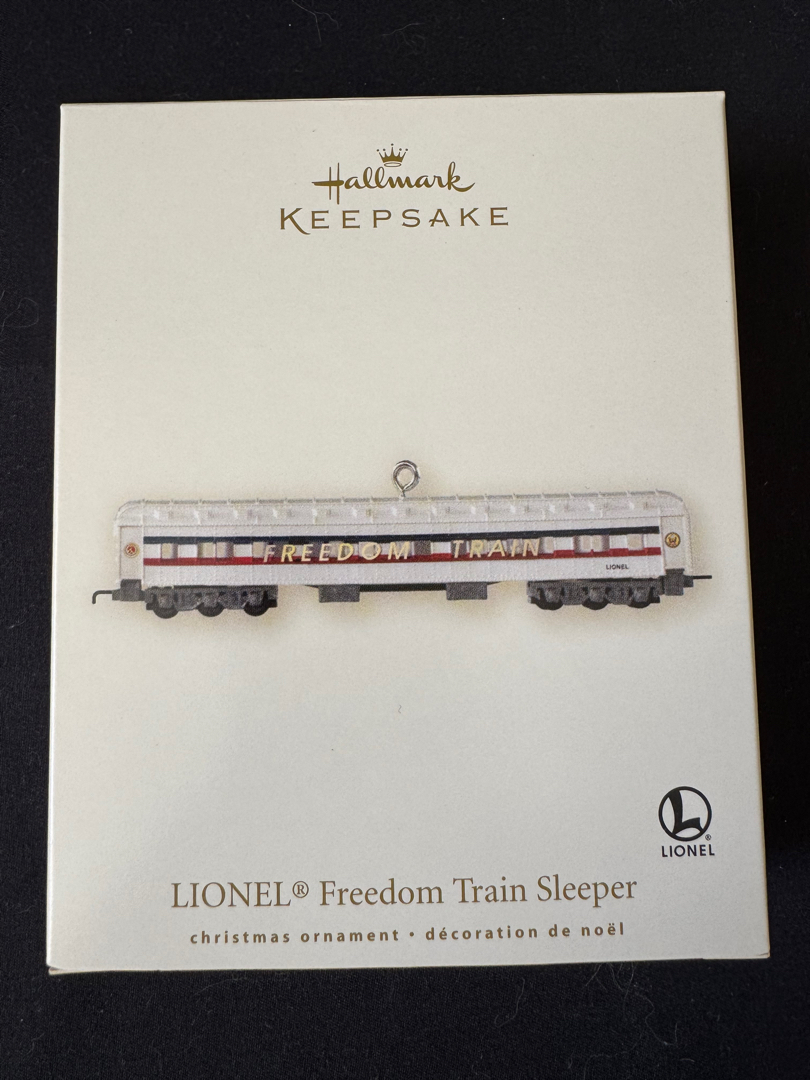 Hallmark
KEEPSAKE
FREEDOM TRAIN
LIONEL
L
®
LIONEL
LIONEL® Freedom Train Sleeper
christmas ornament • décoration de noël